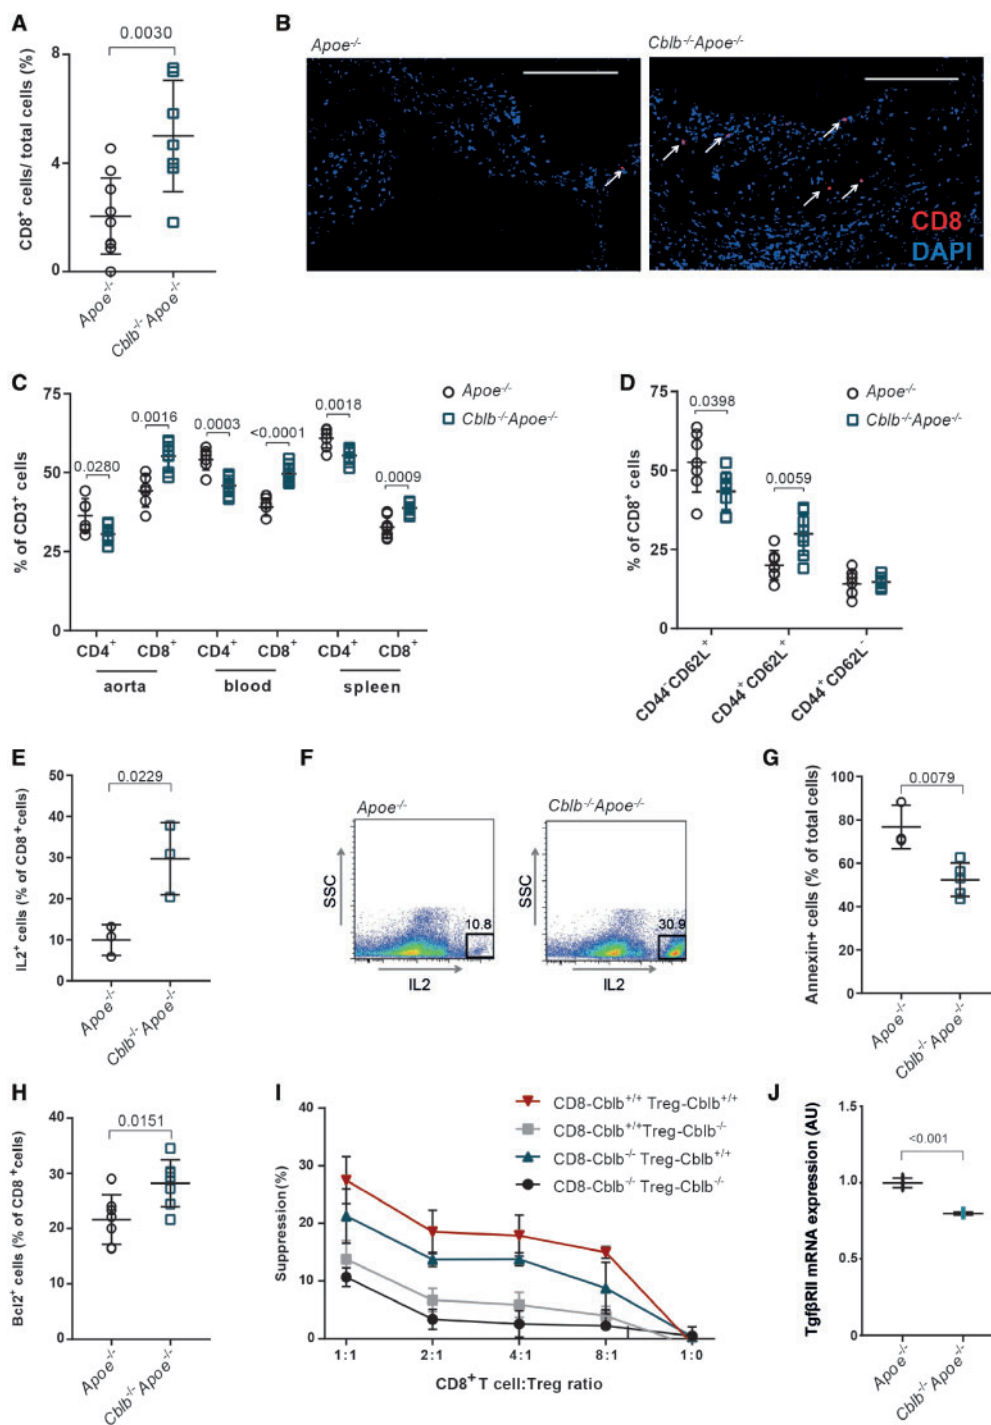 A
0.0030
8
4
0
CD8+ cells/ total cells (%)
Apoe-/-
Cblb-/-Apoe-/-
B
Apoe-/-
Cblb-/-Apoe-/-
CD8
DAPI
C
75
50
25
0
% of CD3+ cells
Apoe-/-
Cblb-/-Apoe-/-
0.0280
0.0016
0.0003
<0.0001
0.0018
0.0009
CD4+ CD8+ CD4+ CD8+ CD4+ CD8+
aorta blood spleen
D
75
50
25
0
% of CD8+ cells
Apoe-/-
Cblb-/-Apoe-/-
0.0398
0.0059
CD44-CD62L+
CD44+CD62L+
CD44+CD62L-
E
50
40
30
20
10
0
IL2+ cells (% of CD8+cells)
0.0229
Apoe-/-
Cblb-/-Apoe-/-
F
Apoe-/-
Cblb-/-Apoe-/-
SSC
10.8
IL2
SSC
30.9
IL2
G
100
80
60
40
20
0
Annexin+ cells (% of total cells)
0.0079
Apoe-/-
Cblb-/-Apoe-/-
H
40
30
20
10
0
Bcl2+ cells (% of CD8+cells)
0.0151
Apoe-/-
Cblb-/-Apoe-/-
I
40
30
20
10
0
Suppression (%)
CD8-Cblb+/+ Treg-Cblb+/+
CD8-Cblb+/+Treg-Cblb-/-
CD8-Cblb-/- Treg-Cblb+/+
CD8-Cblb-/- Treg-Cblb-/-
1:1 2:1 4:1 8:1 1:0
CD8+T cell:Treg ratio
J
1.5
1.0
0.5
0
TgfβRII mRNA expression (AU)
<0.001
Apoe-/-
Cblb-/-Apoe-/-